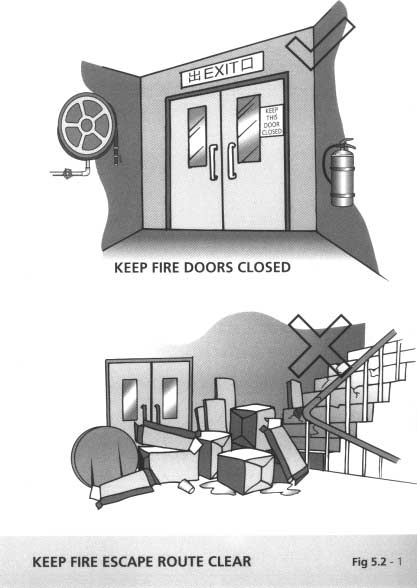 出EXIT口
KEEP
THIS
DOOR
CLOSED
KEEP FIRE DOORS CLOSED
KEEP FIRE ESCAPE ROUTE CLEAR
Fig 5.2 - 1